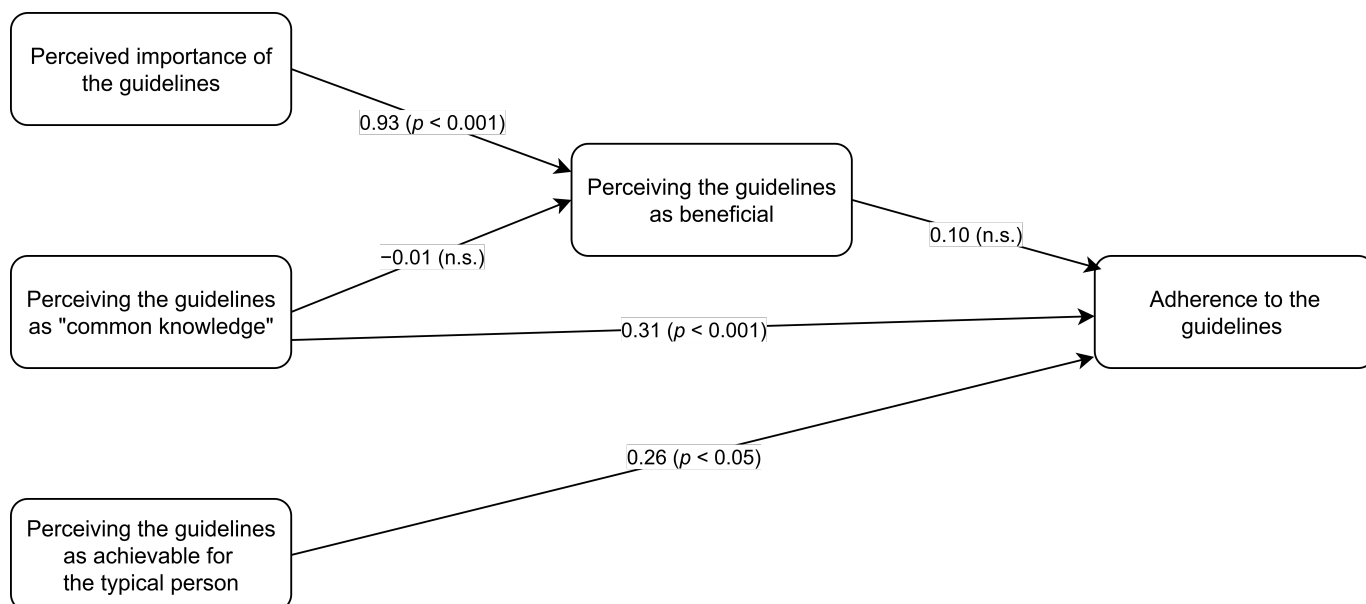 Perceived importance of
the guidelines
0.93 (p < 0.001)
Perceiving the guidelines
as beneficial
0.10 (n.s.)
−0.01 (n.s.)
Perceiving the guidelines
as "common knowledge"
Adherence to the
guidelines
0.31 (p < 0.001)
0.26 (p < 0.05)
Perceiving the guidelines
as achievable for
the typical person